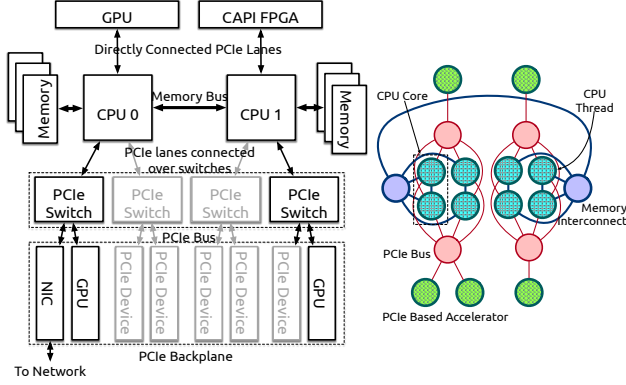 GPU
CAPI FPGA
Directly Connected PCIe Lanes
Memory
CPU 0
Memory Bus
CPU 1
Memory
PCIe lanes connected
over switches
PCIe
Switch
PCIe
Switch
PCIe
Switch
PCIe
Switch
PCIe Bus
NIC
GPU
PCIe Device
PCIe Device
PCIe Device
PCIe Device
PCIe Device
GPU
PCIe Backplane
To Network
CPU Core
CPU
Thread
Memory
Interconnect
PCIe Bus
PCIe Based Accelerator